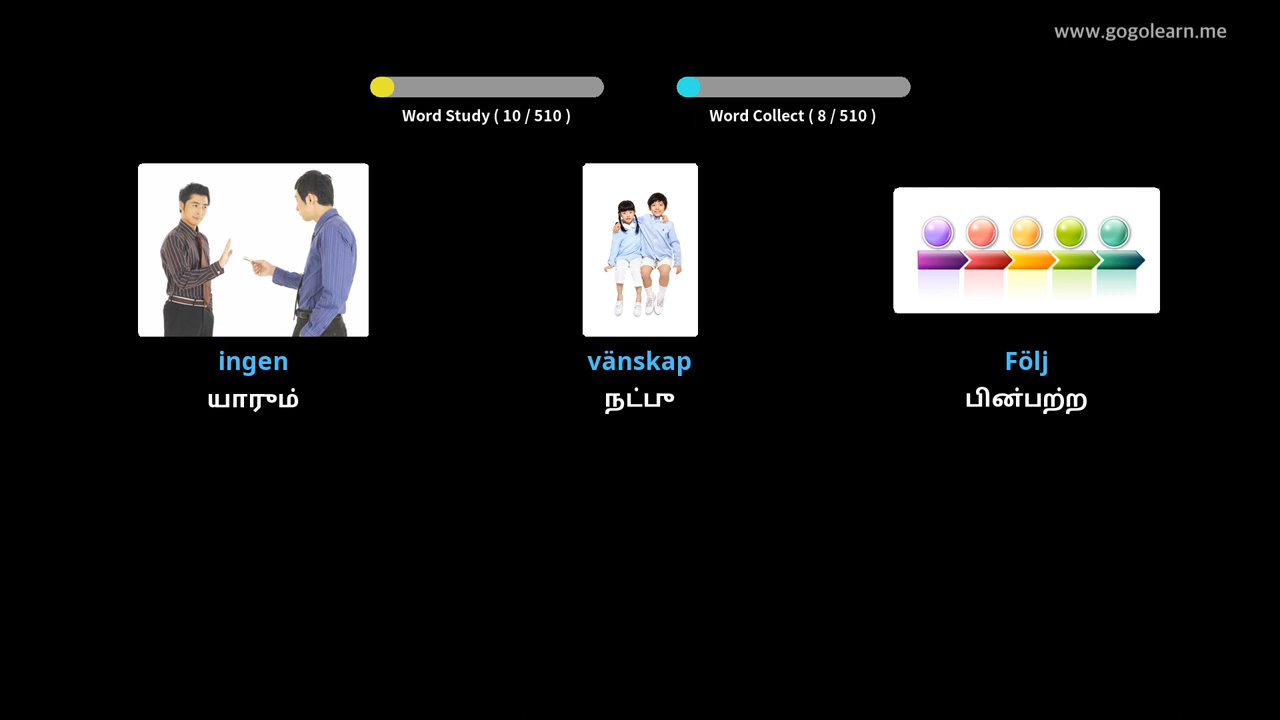 www.gogolearn.me
Word Study ( 10 / 510 )
Word Collect ( 8 / 510 )
ingen
vänskap
Följ
யாரும்
நட்பு
பின்பற்ற